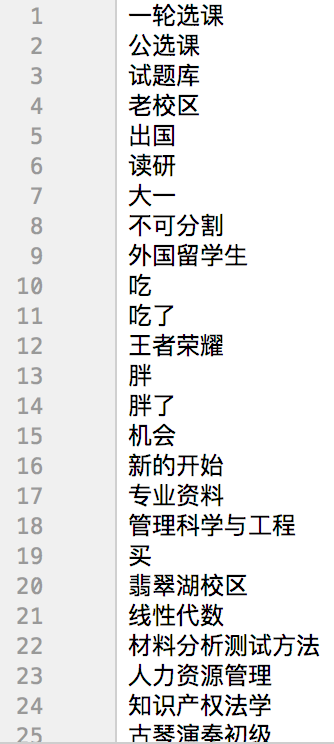 1 一轮选课
2 公选课
3 试题库
4 老校区
5 出国
6 读研
7 大一
8 不可分割
9 外国留学生
10 吃
11 吃了
12 王者荣耀
13 胖
14 胖了
15 机会
16 新的开始
17 专业资料
18 管理科学与工程
19 买
20 翡翠湖校区
21 线性代数
22 材料分析测试方法
23 人力资源管理
24 知识产权法学
25 古琴演奏初级